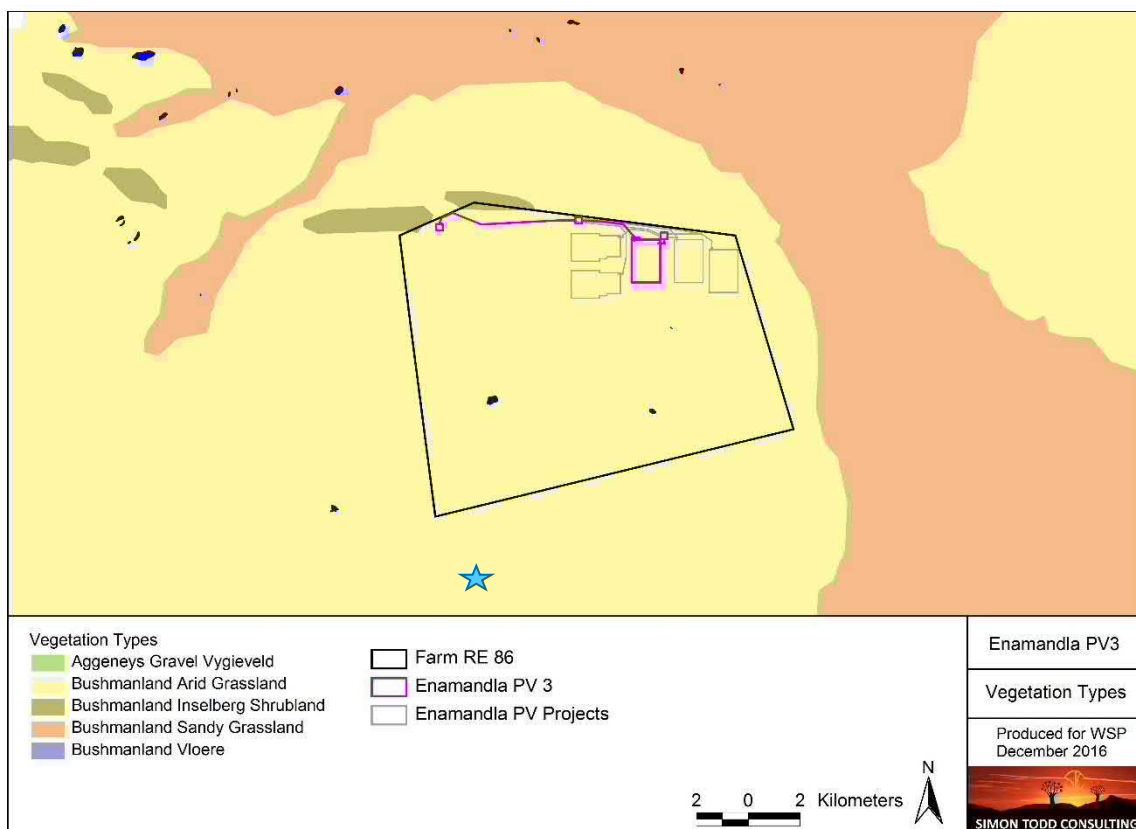 Vegetation Types
Aggeneys Gravel Vygieveld
Bushmanland Arid Grassland
Bushmanland Inselberg Shrubland
Bushmanland Sandy Grassland
Bushmanland Vloere
Farm RE 86
Enamandla PV 3
Enamandla PV Projects
2 0 2 Kilometers
N
Enamandla PV3
Vegetation Types
Produced for WSP
December 2016
SIMON TODD CONSULTING